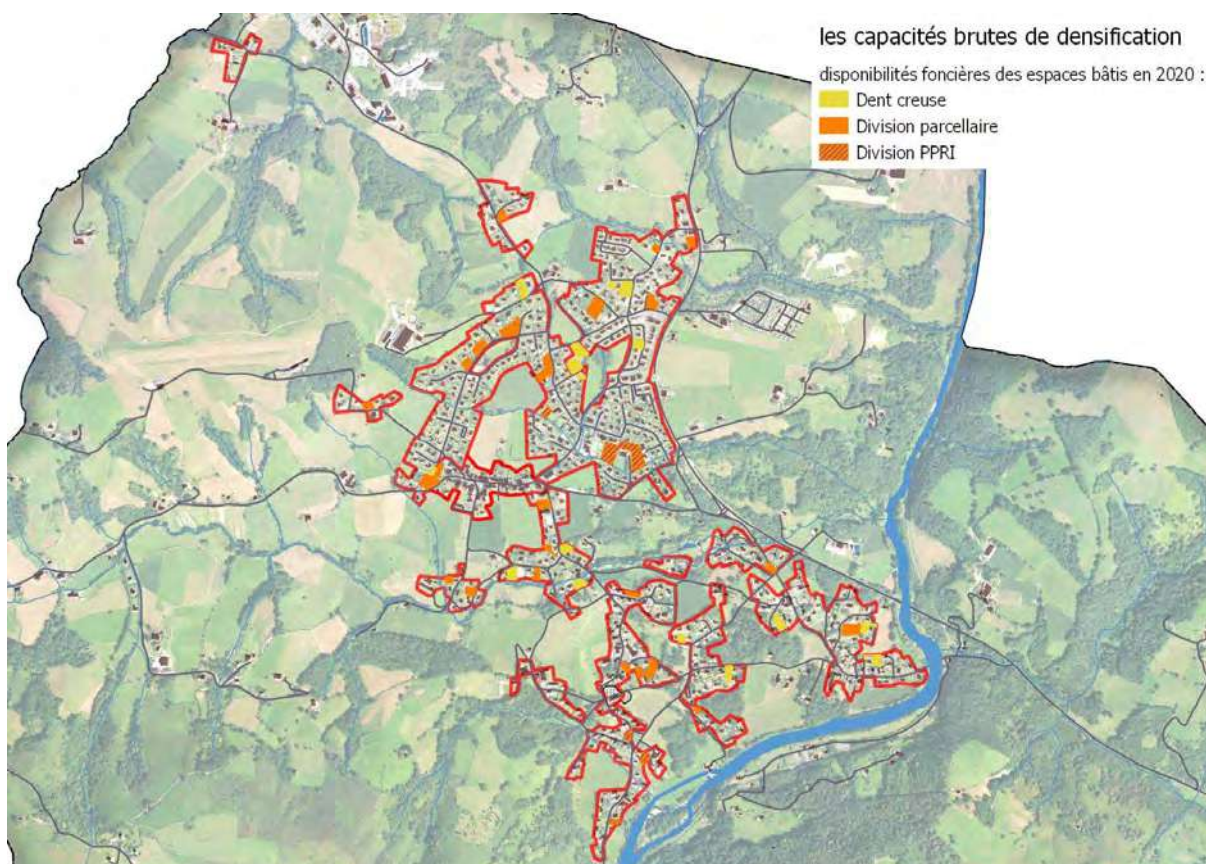 les capacités brutes de densification
disponibilités foncières des espaces bâtis en 2020 :
Dent creuse
Division parcellaire
Division PPRI